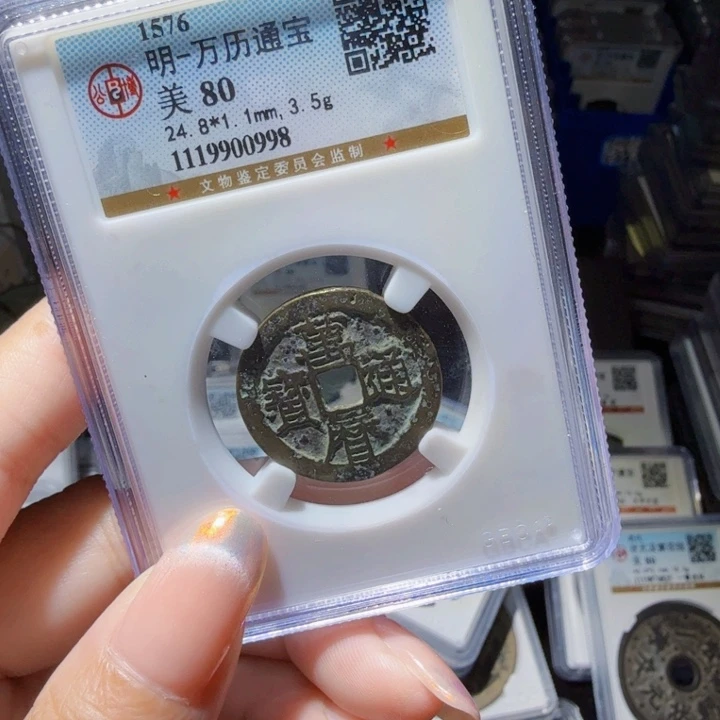 1576
明-万历通宝
美 80
24.8*1.1mm, 3.5g
1119900998
★ 文物鉴定委员会监制 ★
萬曆通寶